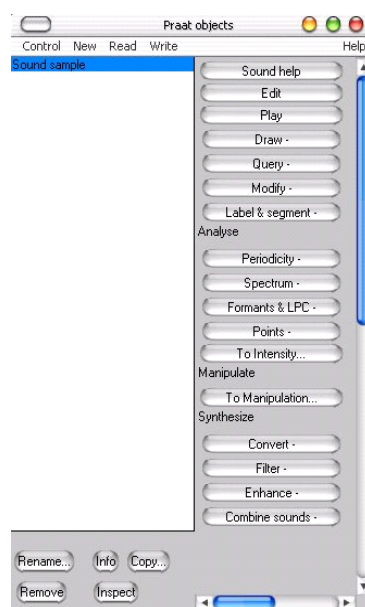 Praat objects
Control New Read Write Help
Sound sample
Sound help
Edit
Play
Draw -
Query -
Modify -
Label & segment -
Analyse
Periodicity -
Spectrum -
Formants & LPC -
Points -
To Intensity...
Manipulate
To Manipulation...
Synthesize
Convert -
Filter -
Enhance -
Combine sounds -
Rename... Info Copy...
Remove Inspect